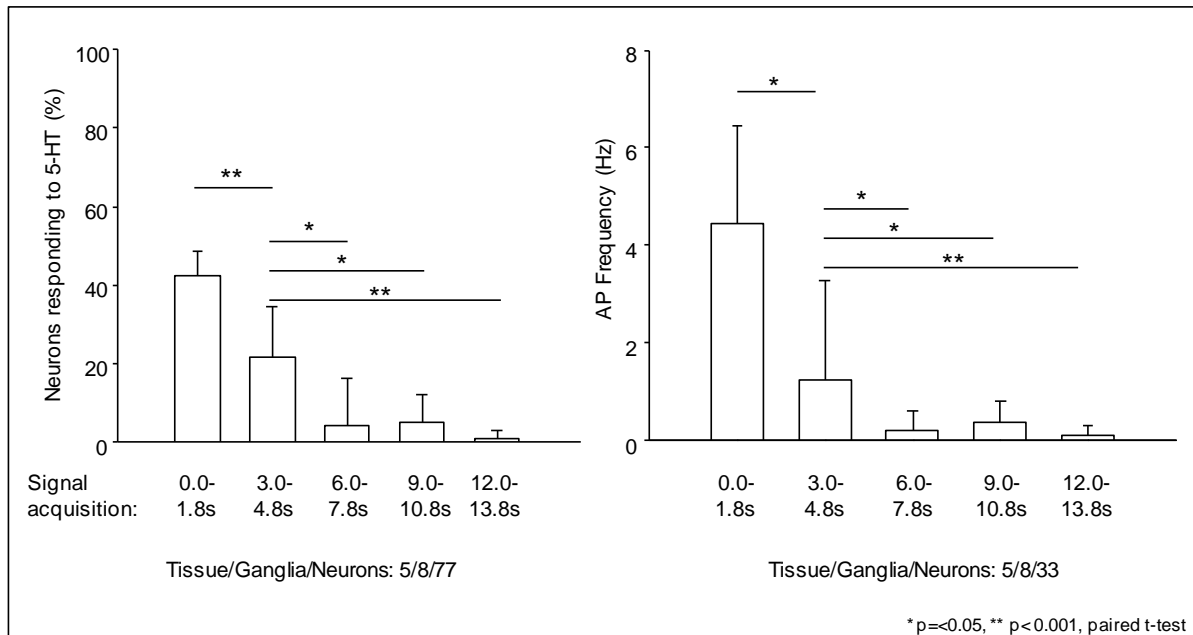 Neurons responding to 5-HT (%)
100
80
60
40
20
0
**
*
*
**
Signal
acquisition:
0.0-
1.8s
3.0-
4.8s
6.0-
7.8s
9.0-
10.8s
12.0-
13.8s
Tissue/Ganglia/Neurons: 5/8/77
AP Frequency (Hz)
8
6
4
2
0
*
*
*
**
0.0-
1.8s
3.0-
4.8s
6.0-
7.8s
9.0-
10.8s
12.0-
13.8s
Tissue/Ganglia/Neurons: 5/8/33
* p=<0.05, ** p<0.001, paired t-test